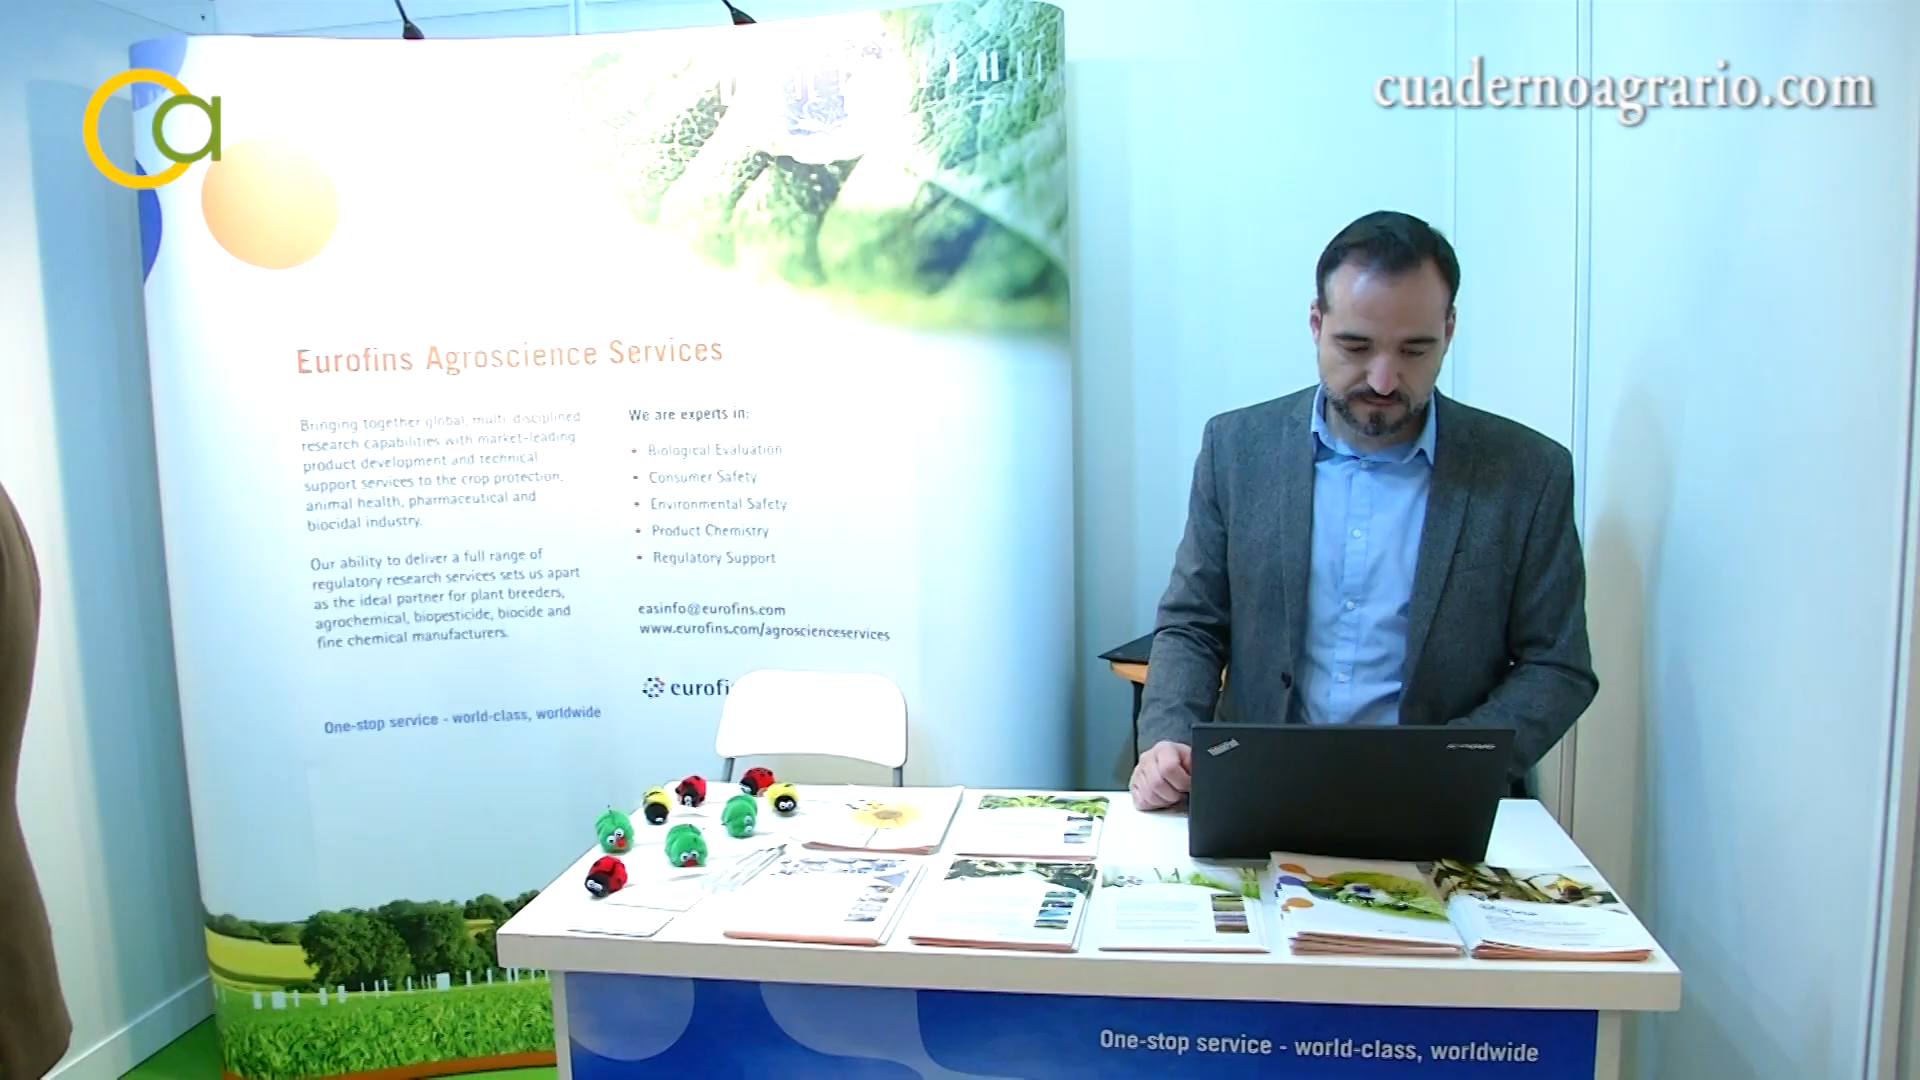 ca
cuadernoagrario.com
Eurofins Agroscience Services
Bringing together global, multi-disciplined
research capabilities with market-leading
product development and technical
support services to the crop protection,
animal health, pharmaceutical and
biocidal industry.
Our ability to deliver a full range of
regulatory research services sets us apart
as the ideal partner for plant breeders,
agrochemical, biopesticide, biocide and
fine chemical manufacturers.
One-stop service - world-class, worldwide
We are experts in:
• Biological Evaluation
• Consumer Safety
• Environmental Safety
• Product Chemistry
• Regulatory Support
easinfo@eurofins.com
www.eurofins.com/agroscienceservices
eurofi
ThinkPad
lenovo
One-stop service - world-class, worldwide